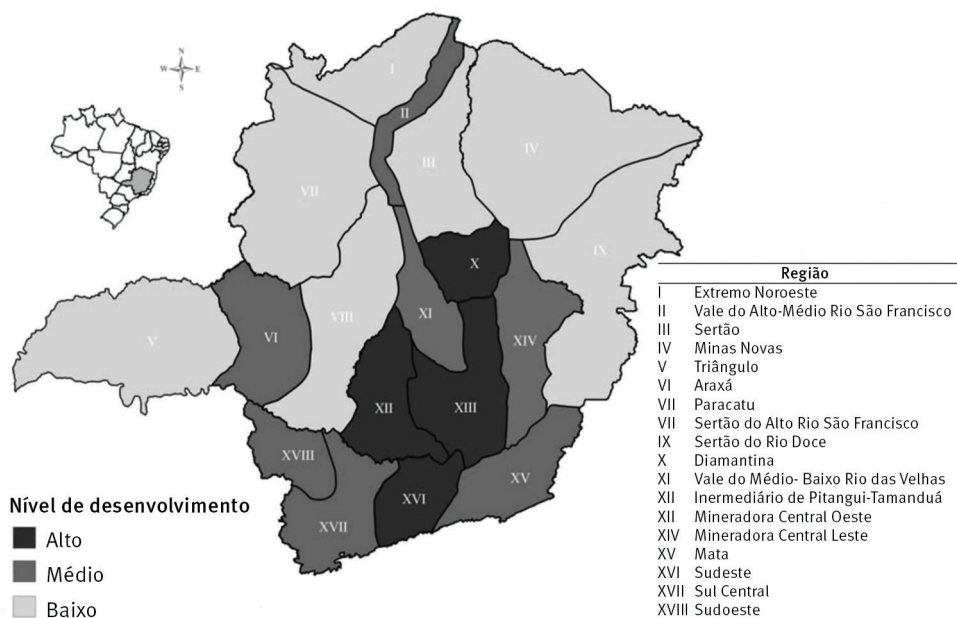 N
W E
S
I
II
III
IV
VII
IX
X
V
VI
VIII
XI
XIV
XII
XIII
XVIII
XV
XVI
XVII
Nível de desenvolvimento
Alto
Médio
Baixo
Região
I Extremo Noroeste
II Vale do Alto-Médio Rio São Francisco
III Sertão
IV Minas Novas
V Triângulo
VI Araxá
VII Paracatu
VII Sertão do Alto Rio São Francisco
IX Sertão do Rio Doce
X Diamantina
XI Vale do Médio- Baixo Rio das Velhas
XII Inermediário de Pitangui-Tamanduá
XII Mineradora Central Oeste
XIV Mineradora Central Leste
XV Mata
XVI Sudeste
XVII Sul Central
XVIII Sudoeste